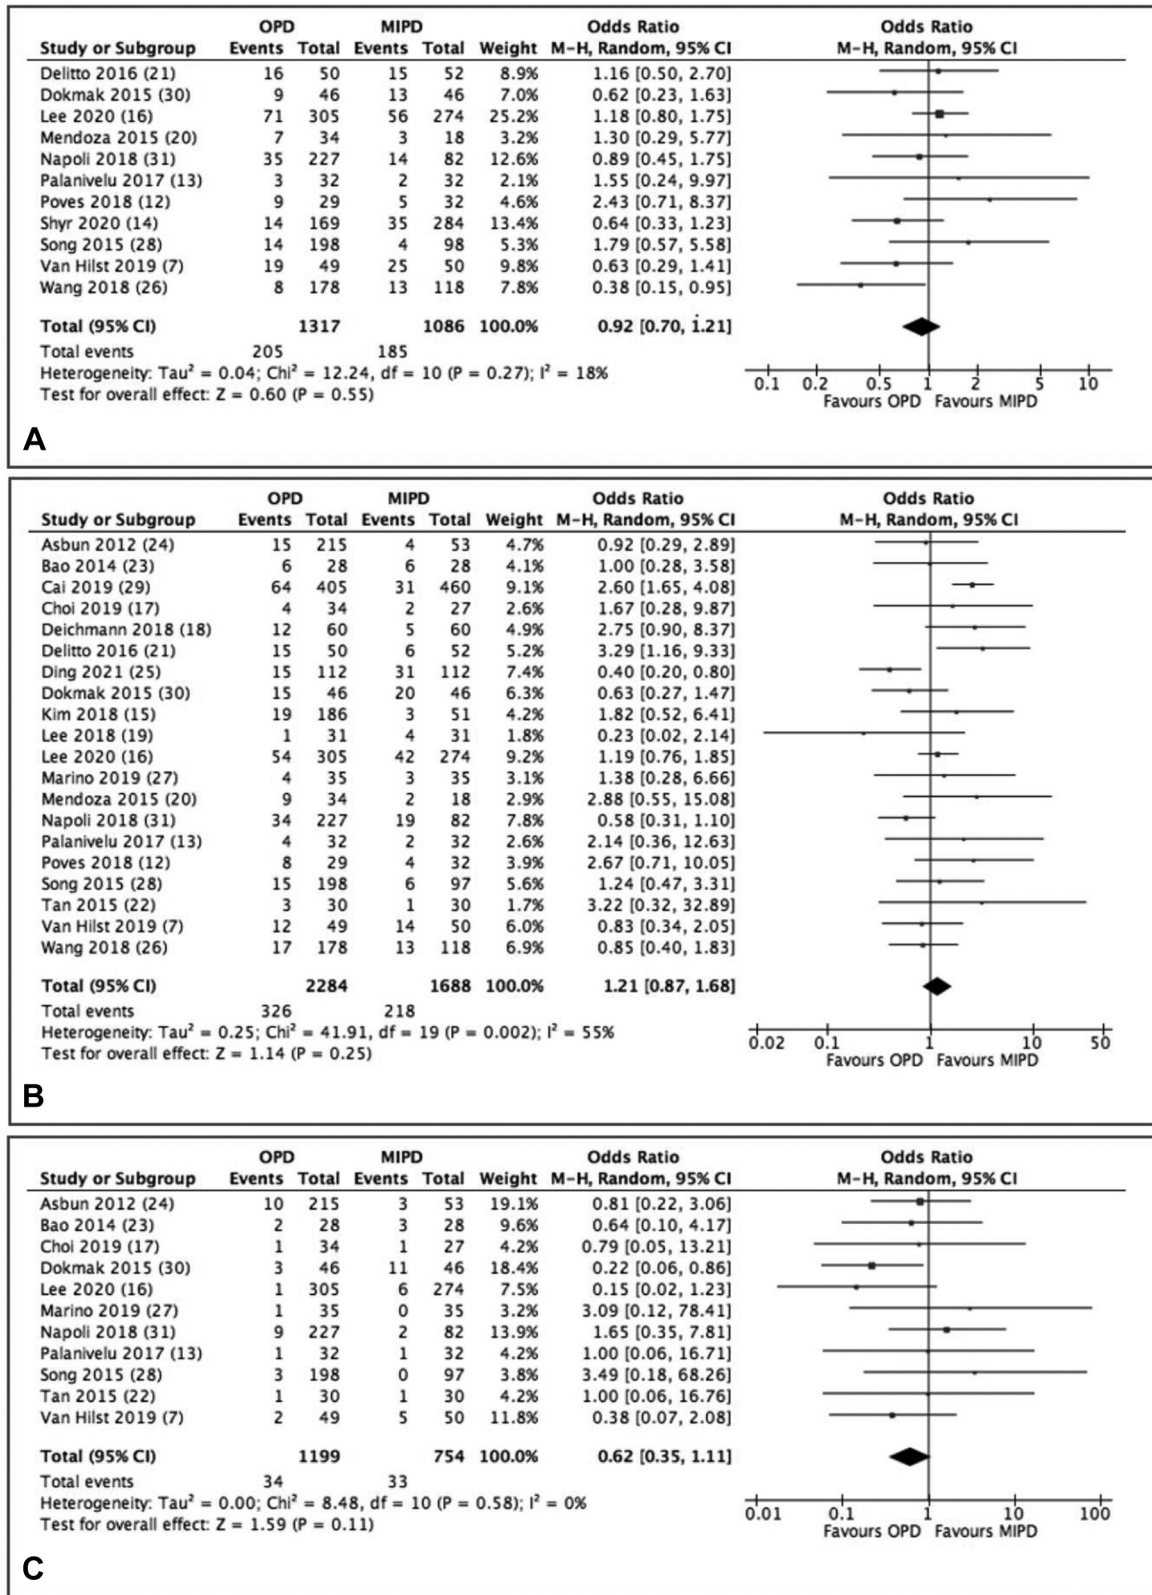 OPD MIPD Odds Ratio Odds Ratio
Study or Subgroup Events Total Events Total Weight M-H, Random, 95% CI M-H, Random, 95% CI
Delitto 2016 (21) 16 50 15 52 8.9% 1.16 [0.50, 2.70]
Dokmak 2015 (30) 9 46 13 46 7.0% 0.62 [0.23, 1.63]
Lee 2020 (16) 71 305 56 274 25.2% 1.18 [0.80, 1.75]
Mendoza 2015 (20) 7 34 3 18 3.2% 1.30 [0.29, 5.77]
Napoli 2018 (31) 35 227 14 82 12.6% 0.89 [0.45, 1.75]
Palanivelu 2017 (13) 3 32 2 32 2.1% 1.55 [0.24, 9.97]
Poves 2018 (12) 9 29 5 32 4.6% 2.43 [0.71, 8.37]
Shyr 2020 (14) 14 169 35 284 13.4% 0.64 [0.33, 1.23]
Song 2015 (28) 14 198 4 98 5.3% 1.79 [0.57, 5.58]
Van Hilst 2019 (7) 19 49 25 50 9.8% 0.63 [0.29, 1.41]
Wang 2018 (26) 8 178 13 118 7.8% 0.38 [0.15, 0.95]
Total (95% CI) 1317 1086 100.0% 0.92 [0.70, 1.21]
Total events 205 185
Heterogeneity: Tau² = 0.04; Chi² = 12.24, df = 10 (P = 0.27); I² = 18%
Test for overall effect: Z = 0.60 (P = 0.55)
0.1 0.2 0.5 1 2 5 10
Favours OPD Favours MIPD
A
OPD MIPD Odds Ratio Odds Ratio
Study or Subgroup Events Total Events Total Weight M-H, Random, 95% CI M-H, Random, 95% CI
Asbun 2012 (24) 15 215 4 53 4.7% 0.92 [0.29, 2.89]
Bao 2014 (23) 6 28 6 28 4.1% 1.00 [0.28, 3.58]
Cai 2019 (29) 64 405 31 460 9.1% 2.60 [1.65, 4.08]
Choi 2019 (17) 4 34 2 27 2.6% 1.67 [0.28, 9.87]
Deichmann 2018 (18) 12 60 5 60 4.9% 2.75 [0.90, 8.37]
Delitto 2016 (21) 15 50 6 52 5.2% 3.29 [1.16, 9.33]
Ding 2021 (25) 15 112 31 112 7.4% 0.40 [0.20, 0.80]
Dokmak 2015 (30) 15 46 20 46 6.3% 0.63 [0.27, 1.47]
Kim 2018 (15) 19 186 3 51 4.2% 1.82 [0.52, 6.41]
Lee 2018 (19) 1 31 4 31 1.8% 0.23 [0.02, 2.14]
Lee 2020 (16) 54 305 42 274 9.2% 1.19 [0.76, 1.85]
Marino 2019 (27) 4 35 3 35 3.1% 1.38 [0.28, 6.66]
Mendoza 2015 (20) 9 34 2 18 2.9% 2.88 [0.55, 15.08]
Napoli 2018 (31) 34 227 19 82 7.8% 0.58 [0.31, 1.10]
Palanivelu 2017 (13) 4 32 2 32 2.6% 2.14 [0.36, 12.63]
Poves 2018 (12) 8 29 4 32 3.9% 2.67 [0.71, 10.05]
Song 2015 (28) 15 198 6 97 5.6% 1.24 [0.47, 3.31]
Tan 2015 (22) 3 30 1 30 1.7% 3.22 [0.32, 32.89]
Van Hilst 2019 (7) 12 49 14 50 6.0% 0.83 [0.34, 2.05]
Wang 2018 (26) 17 178 13 118 6.9% 0.85 [0.40, 1.83]
Total (95% CI) 2284 1688 100.0% 1.21 [0.87, 1.68]
Total events 326 218
Heterogeneity: Tau² = 0.25; Chi² = 41.91, df = 19 (P = 0.002); I² = 55%
Test for overall effect: Z = 1.14 (P = 0.25)
0.02 0.1 1 10 50
Favours OPD Favours MIPD
B
OPD MIPD Odds Ratio Odds Ratio
Study or Subgroup Events Total Events Total Weight M-H, Random, 95% CI M-H, Random, 95% CI
Asbun 2012 (24) 10 215 3 53 19.1% 0.81 [0.22, 3.06]
Bao 2014 (23) 2 28 3 28 9.6% 0.64 [0.10, 4.17]
Choi 2019 (17) 1 34 1 27 4.2% 0.79 [0.05, 13.21]
Dokmak 2015 (30) 3 46 11 46 18.4% 0.22 [0.06, 0.86]
Lee 2020 (16) 1 305 6 274 7.5% 0.15 [0.02, 1.23]
Marino 2019 (27) 1 35 0 35 3.2% 3.09 [0.12, 78.41]
Napoli 2018 (31) 9 227 2 82 13.9% 1.65 [0.35, 7.81]
Palanivelu 2017 (13) 1 32 1 32 4.2% 1.00 [0.06, 16.71]
Song 2015 (28) 3 198 0 97 3.8% 3.49 [0.18, 68.26]
Tan 2015 (22) 1 30 1 30 4.2% 1.00 [0.06, 16.76]
Van Hilst 2019 (7) 2 49 5 50 11.8% 0.38 [0.07, 2.08]
Total (95% CI) 1199 754 100.0% 0.62 [0.35, 1.11]
Total events 34 33
Heterogeneity: Tau² = 0.00; Chi² = 8.48, df = 10 (P = 0.58); I² = 0%
Test for overall effect: Z = 1.59 (P = 0.11)
0.01 0.1 1 10 100
Favours OPD Favours MIPD
C